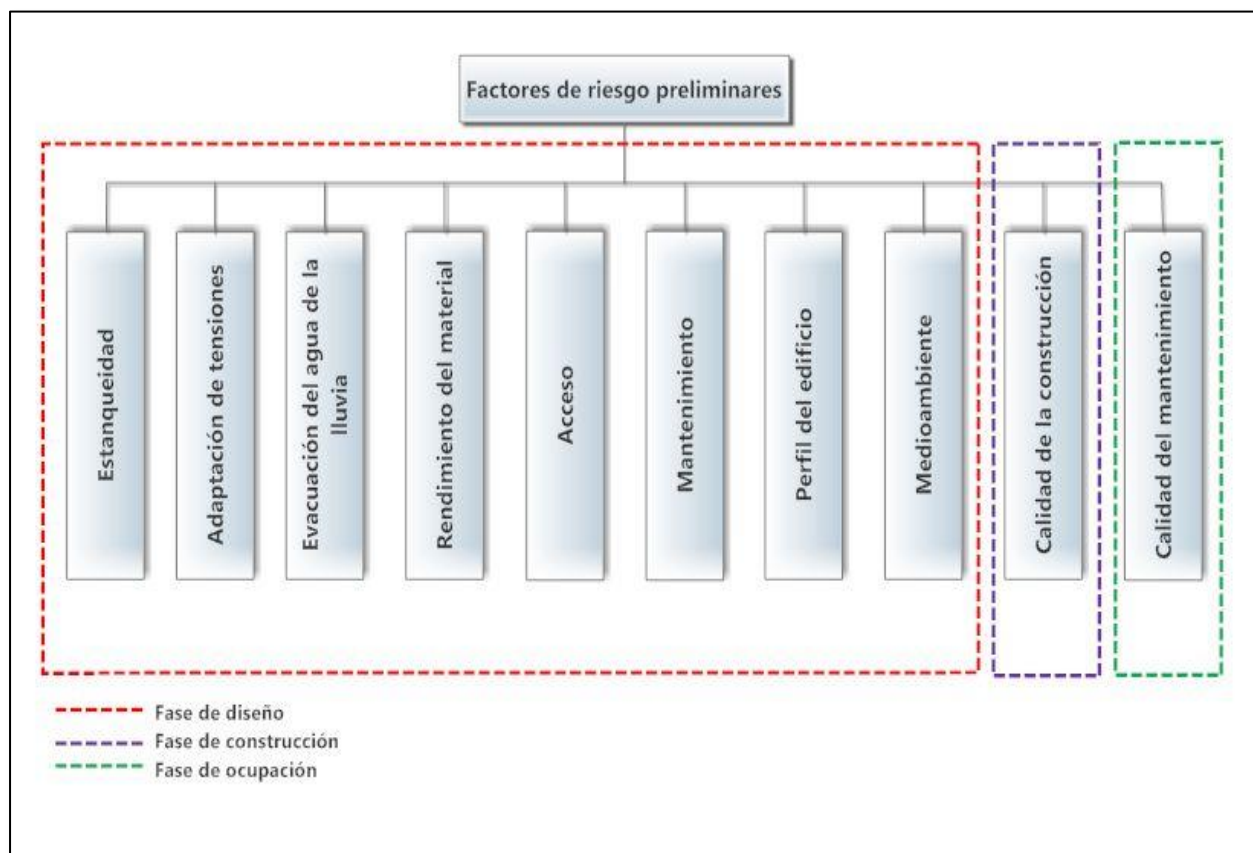 Factores de riesgo preliminares
Estanqueidad
Adaptación de tensiones
Evacuación del agua de la
lluvia
Rendimiento del material
Acceso
Mantenimiento
Perfil del edificio
Medioambiente
Calidad de la construcción
Calidad del mantenimiento
Fase de diseño
Fase de construcción
Fase de ocupación